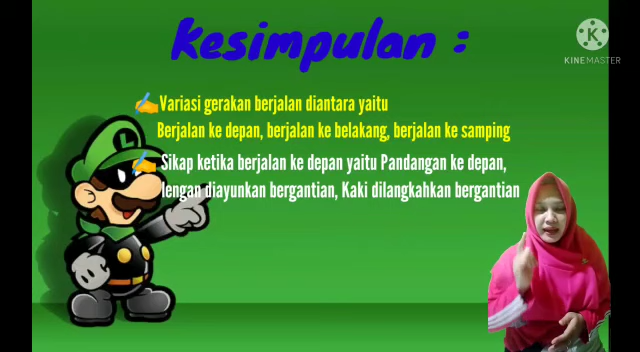 Kesimpulan :
K
KINEMASTER
Variasi gerakan berjalan diantara yaitu
Berjalan ke depan, berjalan ke belakang, berjalan ke samping
Sikap ketika berjalan ke depan yaitu Pandangan ke depan,
lengan diayunkan bergantian, Kaki dilangkahkan bergantian
L